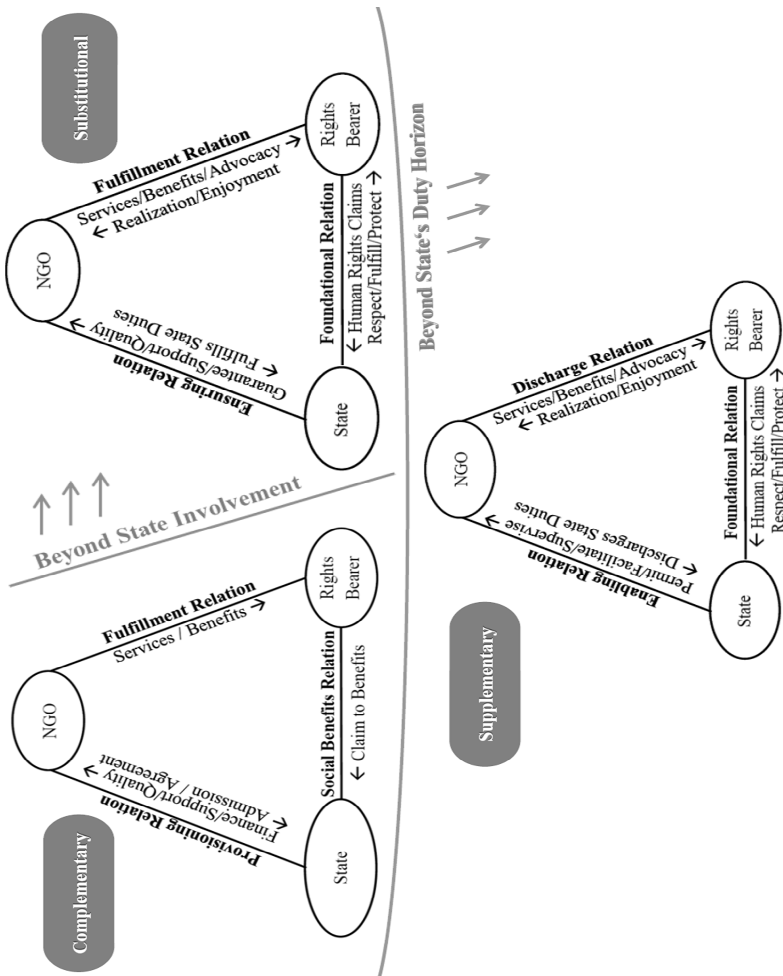 Complementary
NGO
Provisioning Relation
Finance/Support/Quality →
← Admission / Agreement
Fulfillment Relation
Services / Benefits →
State
Social Benefits Relation
← Claim to Benefits
Rights
Bearer
Beyond State Involvement
Substitutional
NGO
Ensuring Relation
Guarantee/Support/Quality →
← Fulfills State Duties
Fulfillment Relation
Services/Benefits/Advocacy →
← Realization/Enjoyment
State
Foundational Relation
← Human Rights Claims
Respect/Fulfill/Protect →
Rights
Bearer
Beyond State‘s Duty Horizon
Supplementary
NGO
Enabling Relation
Permit/Facilitate/Supervise →
← Discharges State Duties
Discharge Relation
Services/Benefits/Advocacy →
← Realization/Enjoyment
State
Foundational Relation
← Human Rights Claims
Respect/Fulfill/Protect →
Rights
Bearer